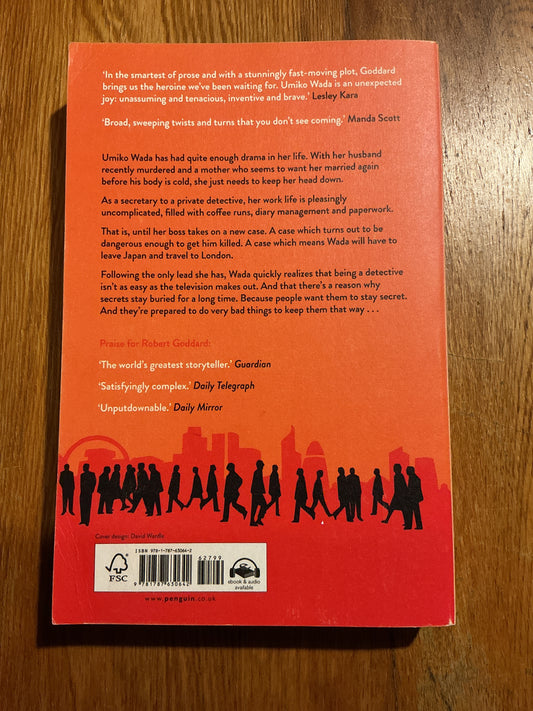 ‘In the smartest of prose and with a stunningly fast-moving plot, Goddard
brings us the heroine we’ve been waiting for. Umiko Wada is an unexpected
joy: unassuming and tenacious, inventive and brave.’ Lesley Kara
‘Broad, sweeping twists and turns that you don’t see coming.’ Manda Scott
Umiko Wada has had quite enough drama in her life. With her husband
recently murdered and a mother who seems to want her married again
before his body is cold, she just needs to keep her head down.
As a secretary to a private detective, her work life is pleasingly
uncomplicated, filled with coffee runs, diary management and paperwork.
That is, until her boss takes on a new case. A case which turns out to be
dangerous enough to get him killed. A case which means Wada will have to
leave Japan and travel to London.
Following the only lead she has, Wada quickly realizes that being a detective
isn’t as easy as the television makes out. And that there’s a reason why
secrets stay buried for a long time. Because people want them to stay secret.
And they’re prepared to do very bad things to keep them that way . . .
Praise for Robert Goddard:
‘The world’s greatest storyteller.’ Guardian
‘Satisfyingly complex.’ Daily Telegraph
‘Unputdownable.’ Daily Mirror
Cover design: David Wardle
ISBN 978-1-787-63064-2
62799
FSC
9 781787 630642
ebook & audio
available
www.penguin.co.uk